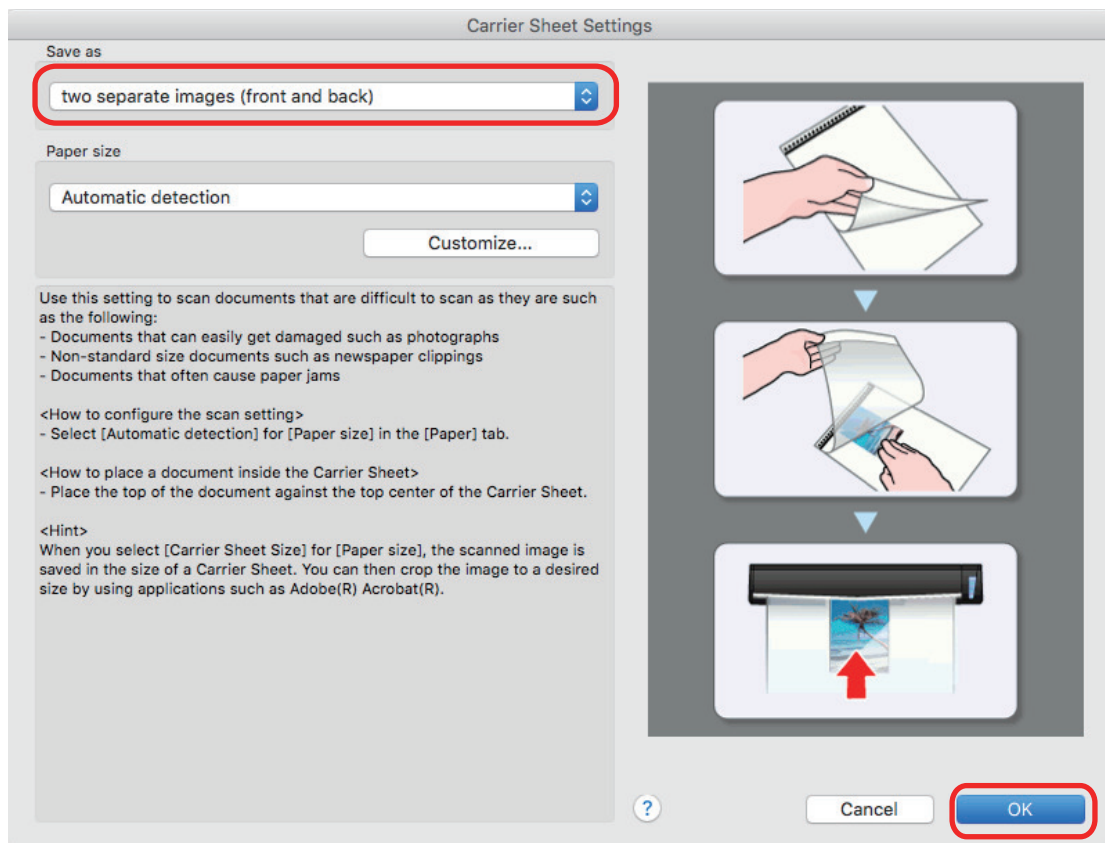 Carrier Sheet Settings
Save as
two separate images (front and back)
Paper size
Automatic detection
Customize...
Use this setting to scan documents that are difficult to scan as they are such
as the following:
- Documents that can easily get damaged such as photographs
- Non-standard size documents such as newspaper clippings
- Documents that often cause paper jams
<How to configure the scan setting>
- Select [Automatic detection] for [Paper size] in the [Paper] tab.
<How to place a document inside the Carrier Sheet>
- Place the top of the document against the top center of the Carrier Sheet.
<Hint>
When you select [Carrier Sheet Size] for [Paper size], the scanned image is
saved in the size of a Carrier Sheet. You can then crop the image to a desired
size by using applications such as Adobe(R) Acrobat(R).
?
Cancel
OK